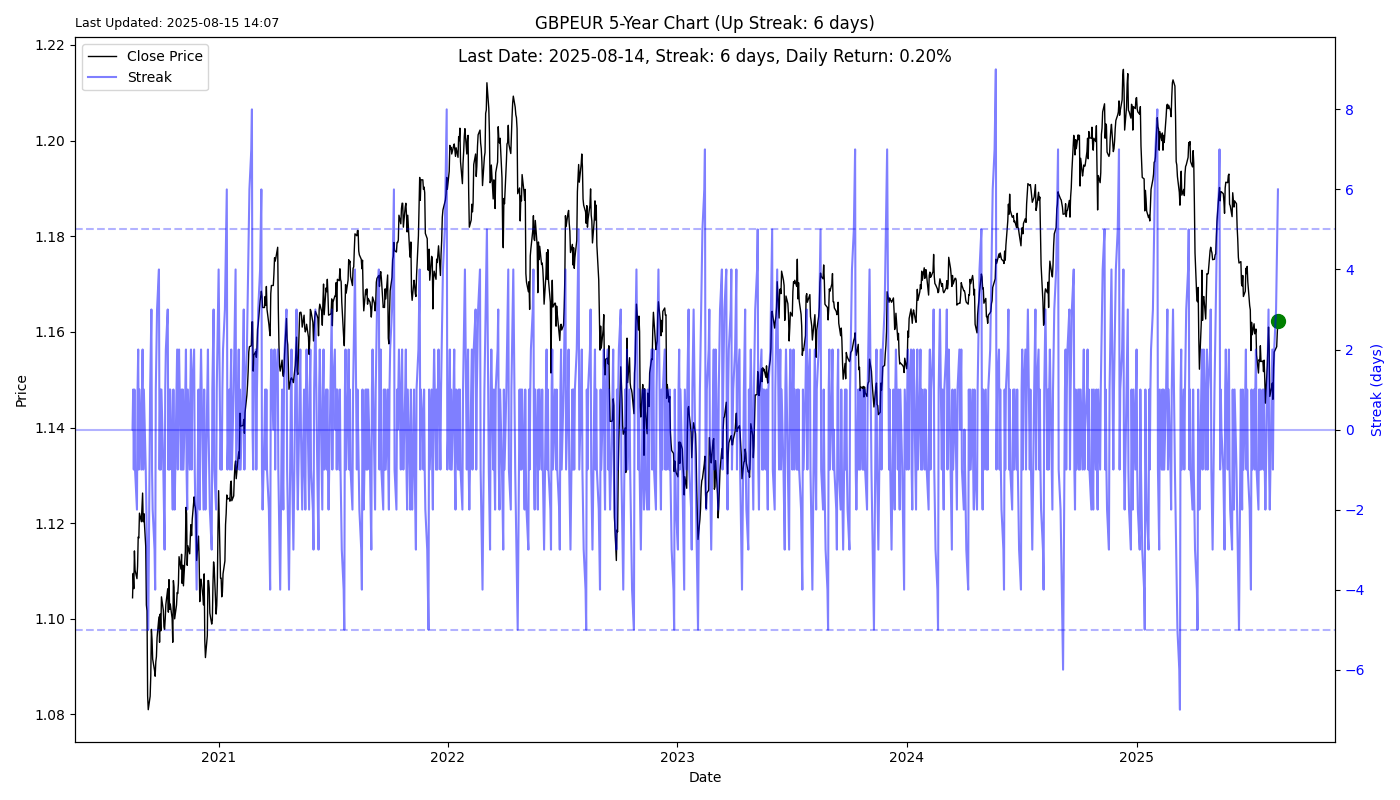 Last Updated: 2025-08-15 14:07
GBPEUR 5-Year Chart (Up Streak: 6 days)
Last Date: 2025-08-14, Streak: 6 days, Daily Return: 0.20%
Close Price
Streak
1.22
1.20
1.18
1.16
1.14
1.12
1.10
1.08
Price
8
6
4
2
0
−2
−4
−6
Streak (days)
2021
2022
2023
2024
2025
Date